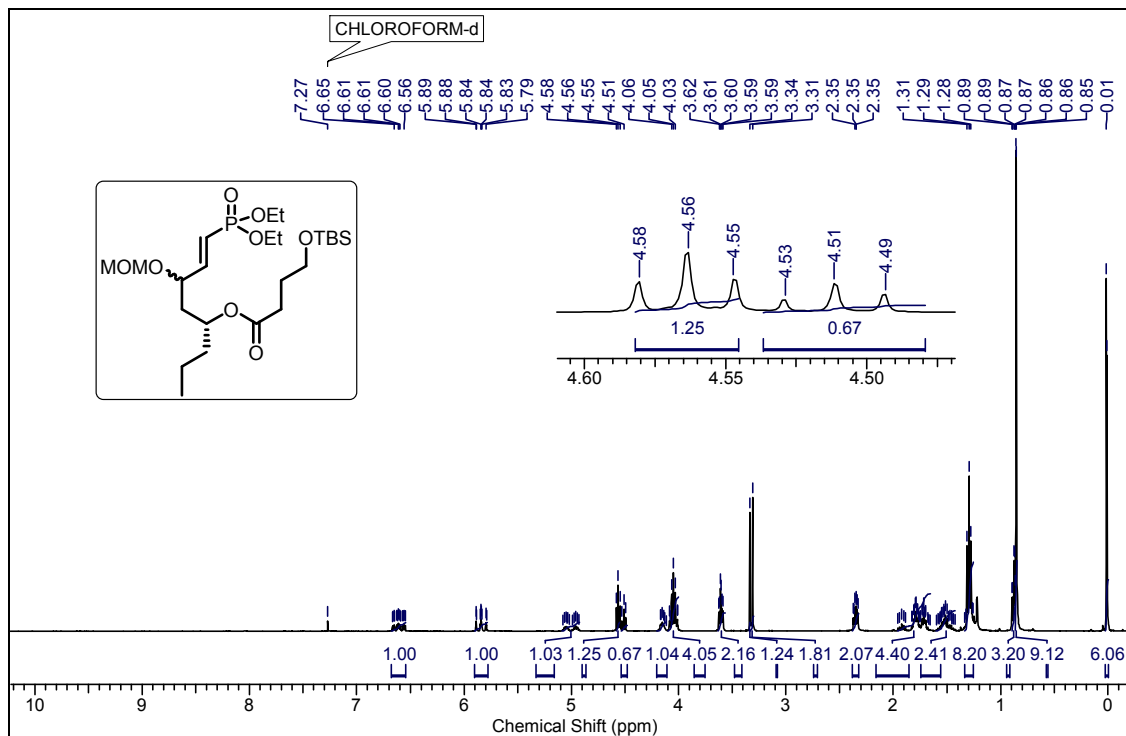 CHLOROFORM-d
7.27 6.65 6.61 6.61 6.60 6.56 5.89 5.88 5.84 5.84 5.83 5.79 4.58 4.56 4.55 4.51 4.06 4.05 4.03 3.62 3.61 3.60 3.59 3.59 3.34 3.31 2.35 2.35 2.35 1.31 1.29 1.28 0.89 0.89 0.87 0.87 0.86 0.86 0.85 0.01
O
P OEt
OEt
OTBS
MOMO
O
O
4.58 4.56 4.55 4.53 4.51 4.49
1.25 0.67
4.60 4.55 4.50
1.00 1.00 1.03 1.25 0.67 1.04 4.05 2.16 1.24 1.81 2.07 4.40 2.41 8.20 3.20 9.12 6.06
10 9 8 7 6 5 4 3 2 1 0
Chemical Shift (ppm)